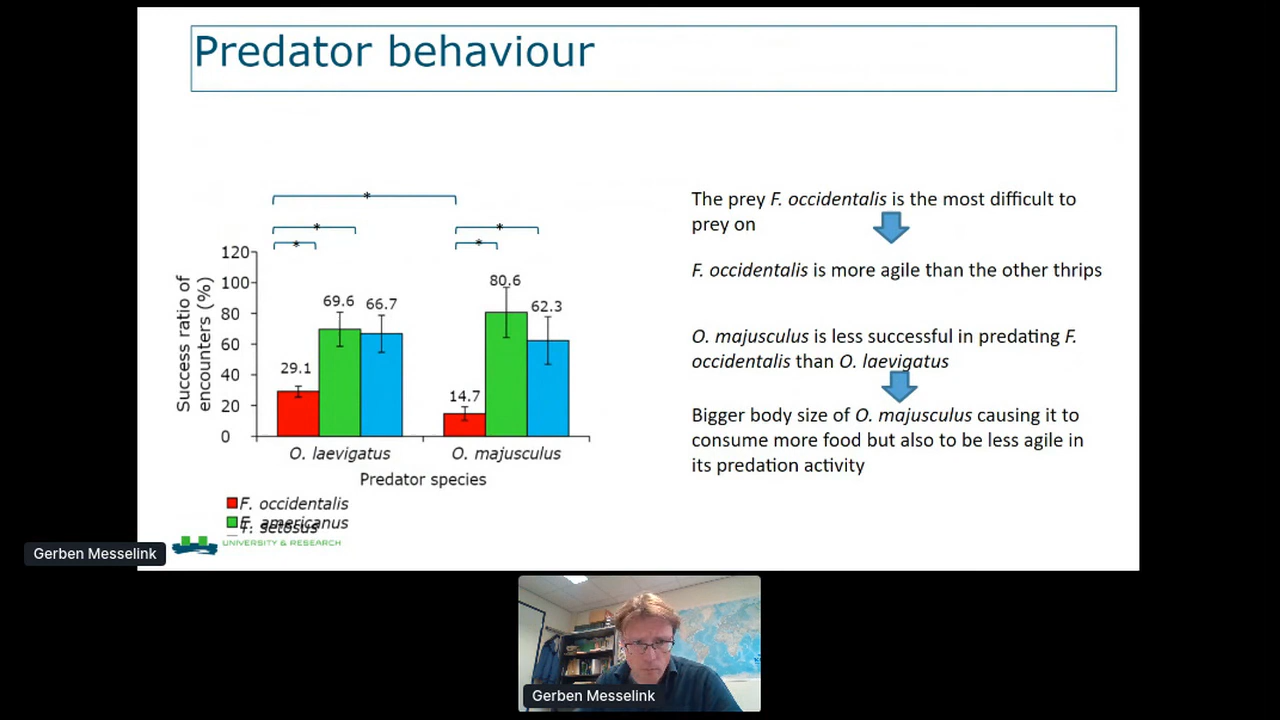 Predator behaviour
*
* *
* *
Success ratio of
encounters (%)
120
100
80
60
40
20
0
29.1
69.6
66.7
14.7
80.6
62.3
O. laevigatus
O. majusculus
Predator species
F. occidentalis
E. americanus
T. setosus
UNIVERSITY & RESEARCH
The prey F. occidentalis is the most difficult to
prey on
F. occidentalis is more agile than the other thrips
O. majusculus is less successful in predating F.
occidentalis than O. laevigatus
Bigger body size of O. majusculus causing it to
consume more food but also to be less agile in
its predation activity
Gerben Messelink
Gerben Messelink